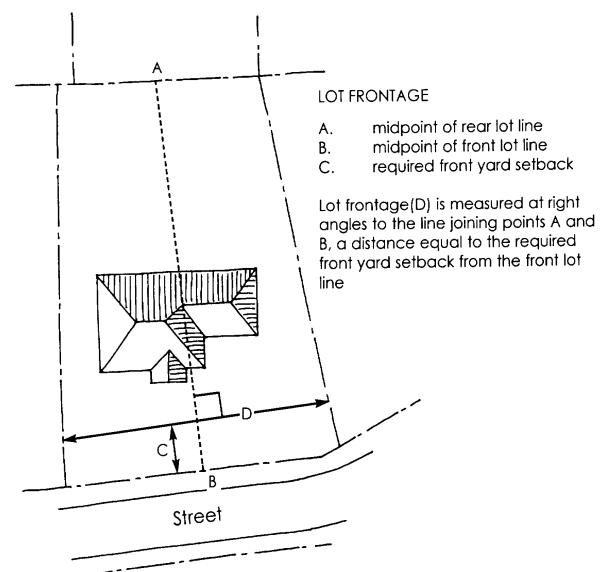 A
LOT FRONTAGE
A. midpoint of rear lot line
B. midpoint of front lot line
C. required front yard setback
Lot frontage(D) is measured at right
angles to the line joining points A and
B, a distance equal to the required
front yard setback from the front lot
line
D
C
B
Street